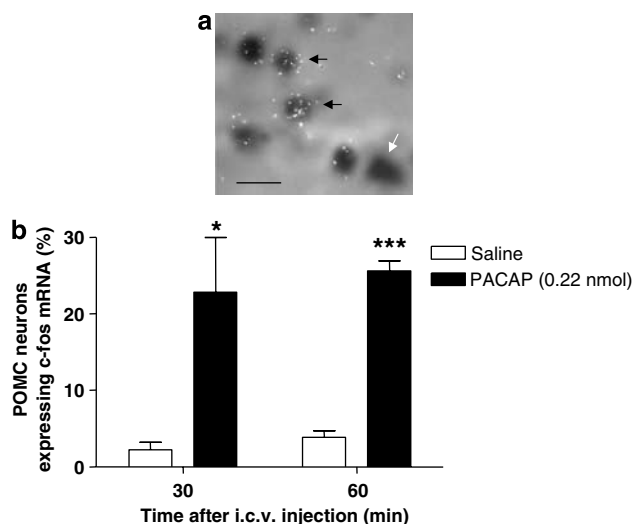 a
b
POMC neurons
expressing c-fos mRNA (%)
30
20
10
0
*
***
Saline
PACAP (0.22 nmol)
30
60
Time after i.c.v. injection (min)